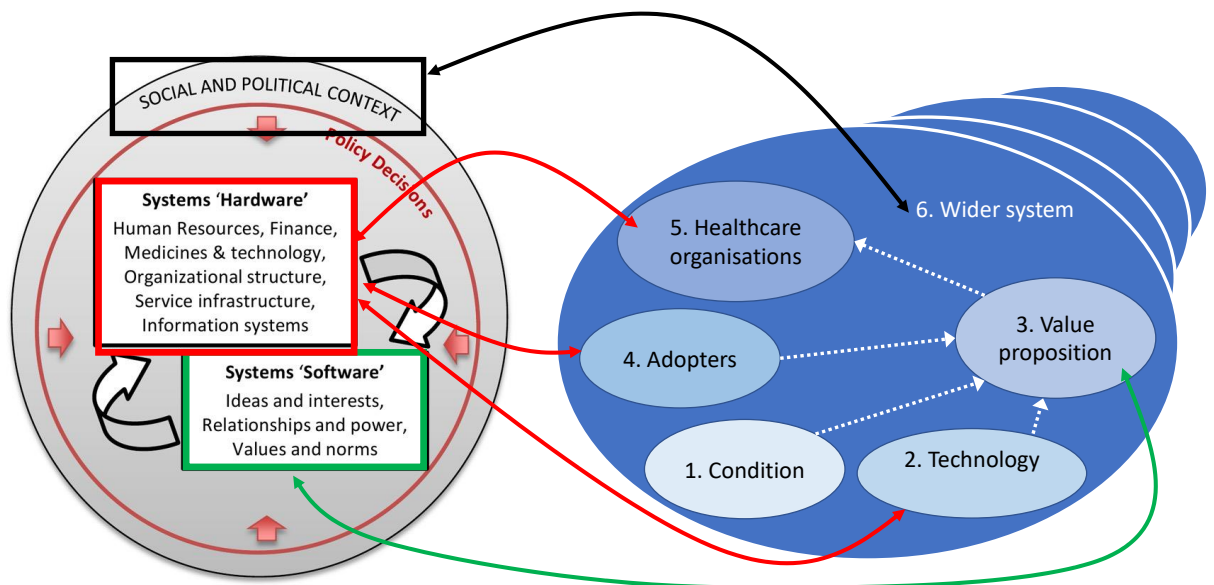 SOCIAL AND POLITICAL CONTEXT
Policy Decisions
Systems ‘Hardware’
Human Resources, Finance,
Medicines & technology,
Organizational structure,
Service infrastructure,
Information systems
Systems ‘Software’
Ideas and interests,
Relationships and power,
Values and norms
6. Wider system
5. Healthcare
organisations
3. Value
proposition
4. Adopters
1. Condition
2. Technology